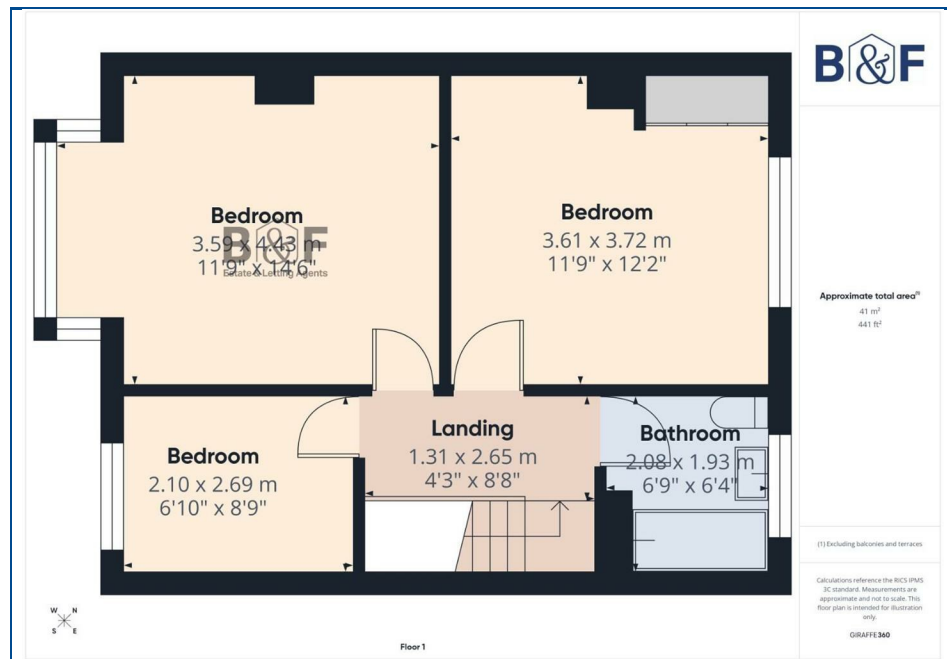 B&F
Bedroom
3.59 x 4.43 m
11'9" x 14'6"
B&F
Estate & Letting Agents
Bedroom
3.61 x 3.72 m
11'9" x 12'2"
Approximate total area⁽¹⁾
41 m²
441 ft²
Landing
1.31 x 2.65 m
4'3" x 8'8"
Bathroom
2.08 x 1.93 m
6'9" x 6'4"
Bedroom
2.10 x 2.69 m
6'10" x 8'9"
(1) Excluding balconies and terraces
Calculations reference the RICS IPMS
3C standard. Measurements are
approximate and not to scale. This
floor plan is intended for illustration
only.
GIRAFFE360
W N
S E
Floor 1